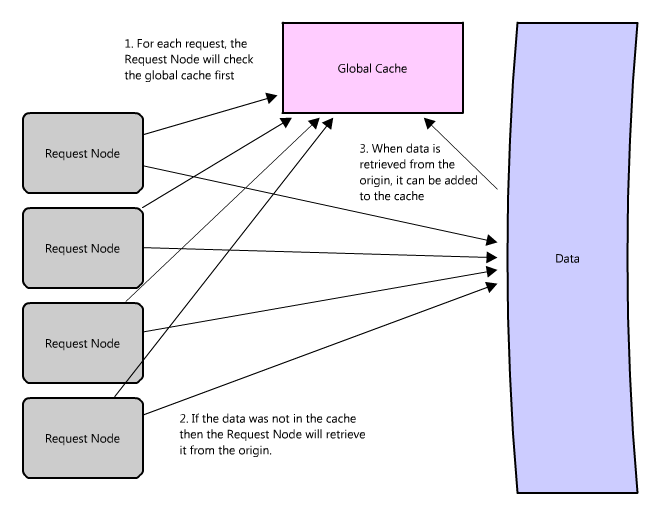 1. For each request, the
Request Node will check
the global cache first
Global Cache
Request Node
3. When data is
retrieved from the
origin, it can be added
to the cache
Request Node
Data
Request Node
Request Node
2. If the data was not in the cache
then the Request Node will retrieve
it from the origin.